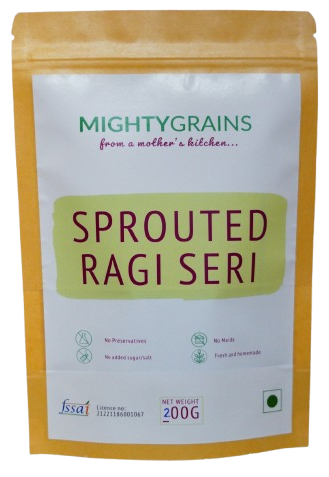 MIGHTYGRAINS
from a mother's kitchen...
SPROUTED
RAGI SERI
No Preservatives
No Maida
No added sugar/salt
Fresh and homemade
fssai
License no:
21221186001067
NET WEIGHT
200G